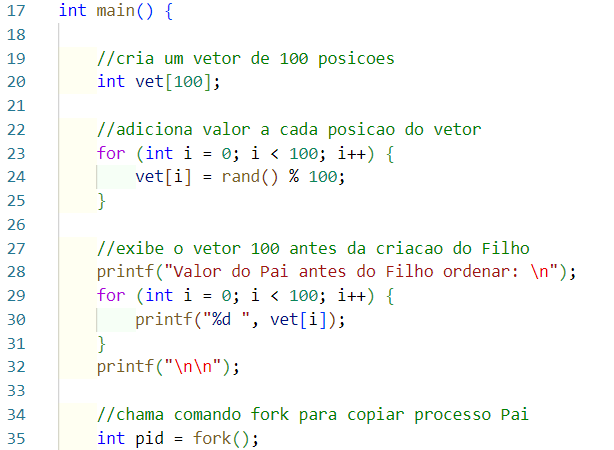 17 int main() {
18
19     //cria um vetor de 100 posicoes
20     int vet[100];
21
22     //adiciona valor a cada posicao do vetor
23     for (int i = 0; i < 100; i++) {
24         vet[i] = rand() % 100;
25     }
26
27     //exibe o vetor 100 antes da criacao do Filho
28     printf("Valor do Pai antes do Filho ordenar: \n");
29     for (int i = 0; i < 100; i++) {
30         printf("%d ", vet[i]);
31     }
32     printf("\n\n");
33
34     //chama comando fork para copiar processo Pai
35     int pid = fork();